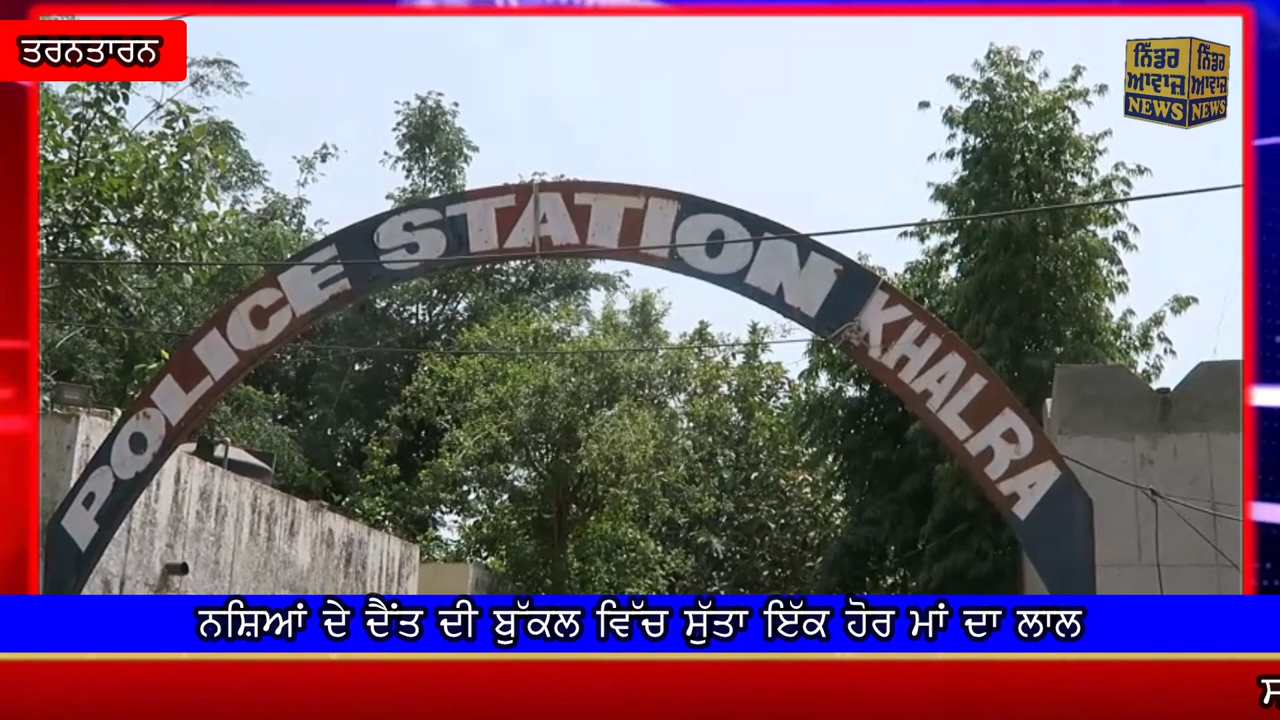 ਤਰਨਤਾਰਨ
ਨਿੱਡਰ ਨਿੱਡਰ
ਆਵਾਜ਼ ਆਵਾਜ਼
NEWS NEWS
POLICE STATION KHALRA
ਨਸ਼ਿਆਂ ਦੇ ਦੈਂਤ ਦੀ ਬੁੱਕਲ ਵਿੱਚ ਸੁੱਤਾ ਇੱਕ ਹੋਰ ਮਾਂ ਦਾ ਲਾਲ